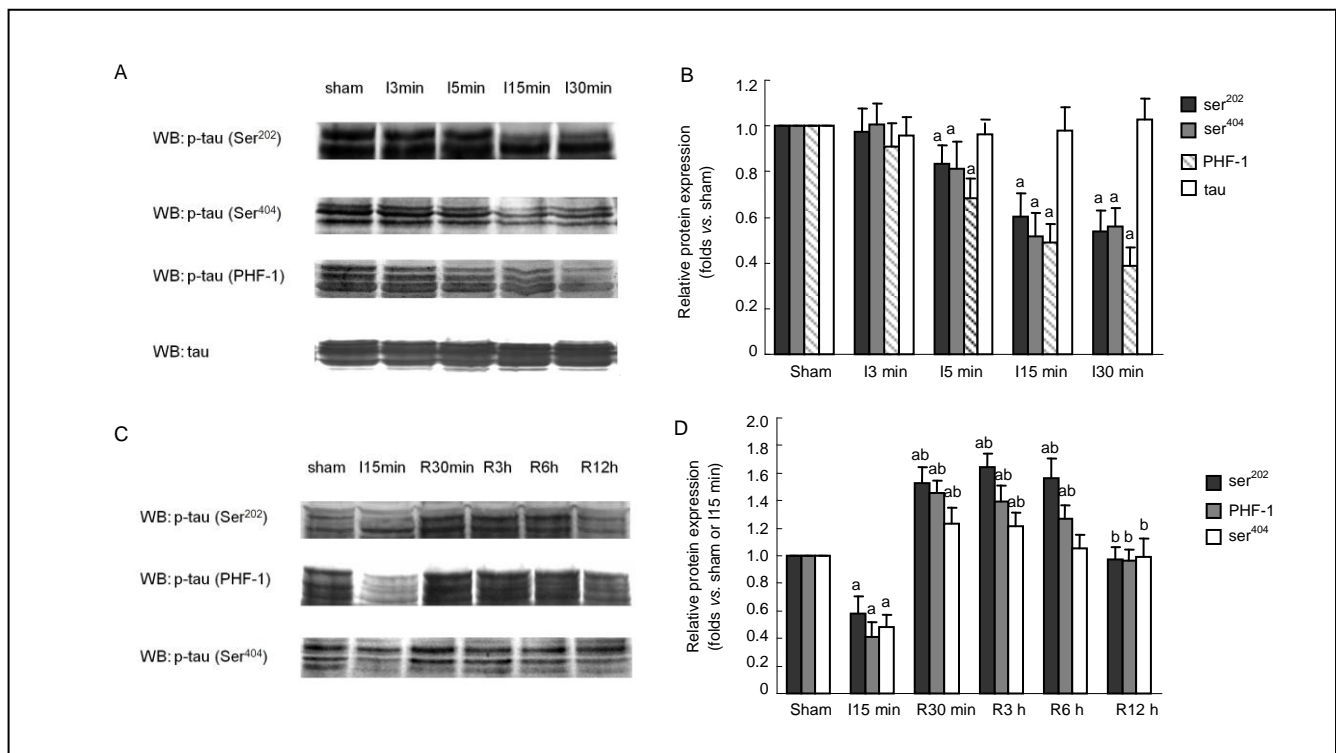 A
sham I3min I5min I15min I30min
WB: p-tau (Ser²⁰²)
WB: p-tau (Ser⁴⁰⁴)
WB: p-tau (PHF-1)
WB: tau
B
Relative protein expression
(folds vs. sham)
1.2
1.0
0.8
0.6
0.4
0.2
0
a a a
a a a
a a a
Sham I3 min I5 min I15 min I30 min
ser²⁰²
ser⁴⁰⁴
PHF-1
tau
C
sham I15min R30min R3h R6h R12h
WB: p-tau (Ser²⁰²)
WB: p-tau (PHF-1)
WB: p-tau (Ser⁴⁰⁴)
D
Relative protein expression
(folds vs. sham or I15 min)
2.0
1.8
1.6
1.4
1.2
1.0
0.8
0.6
0.4
0.2
0
a a a
ab ab ab
ab ab ab
ab ab
b b b
Sham I15 min R30 min R3 h R6 h R12 h
ser²⁰²
PHF-1
ser⁴⁰⁴